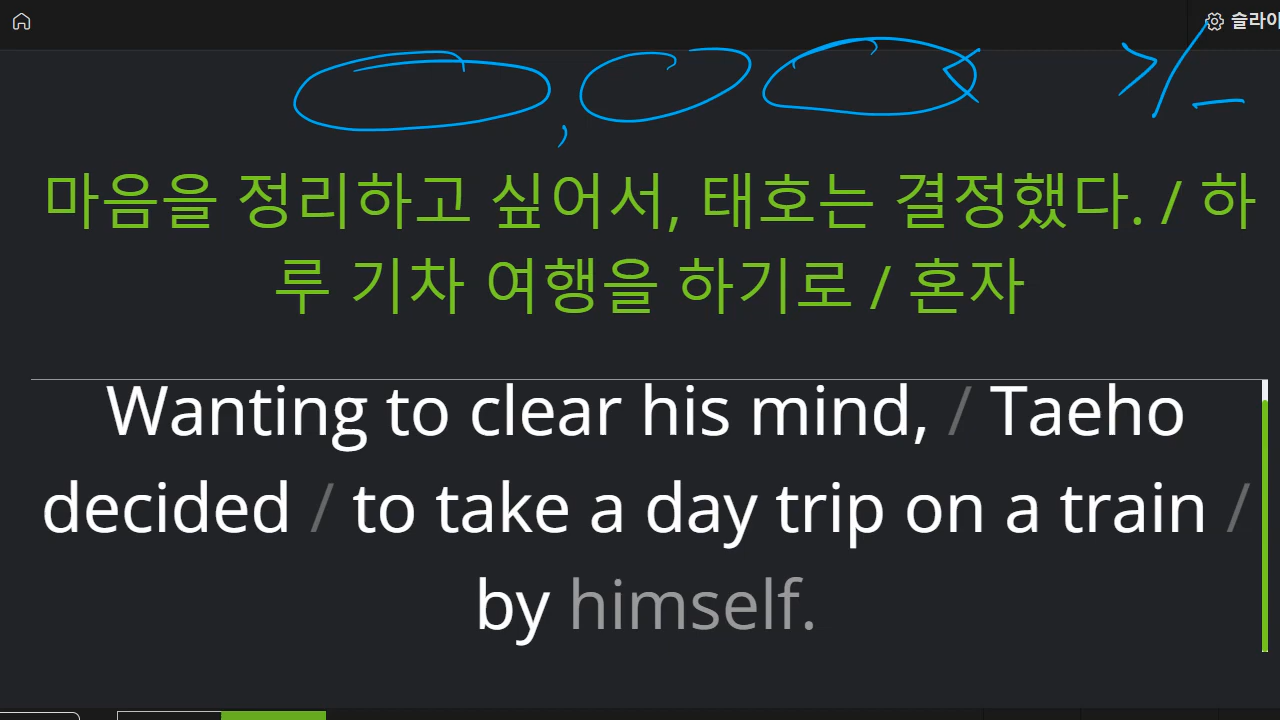 슬라이
마음을 정리하고 싶어서, 태호는 결정했다. / 하
루 기차 여행을 하기로 / 혼자
Wanting to clear his mind, / Taeho
decided / to take a day trip on a train /
by himself.